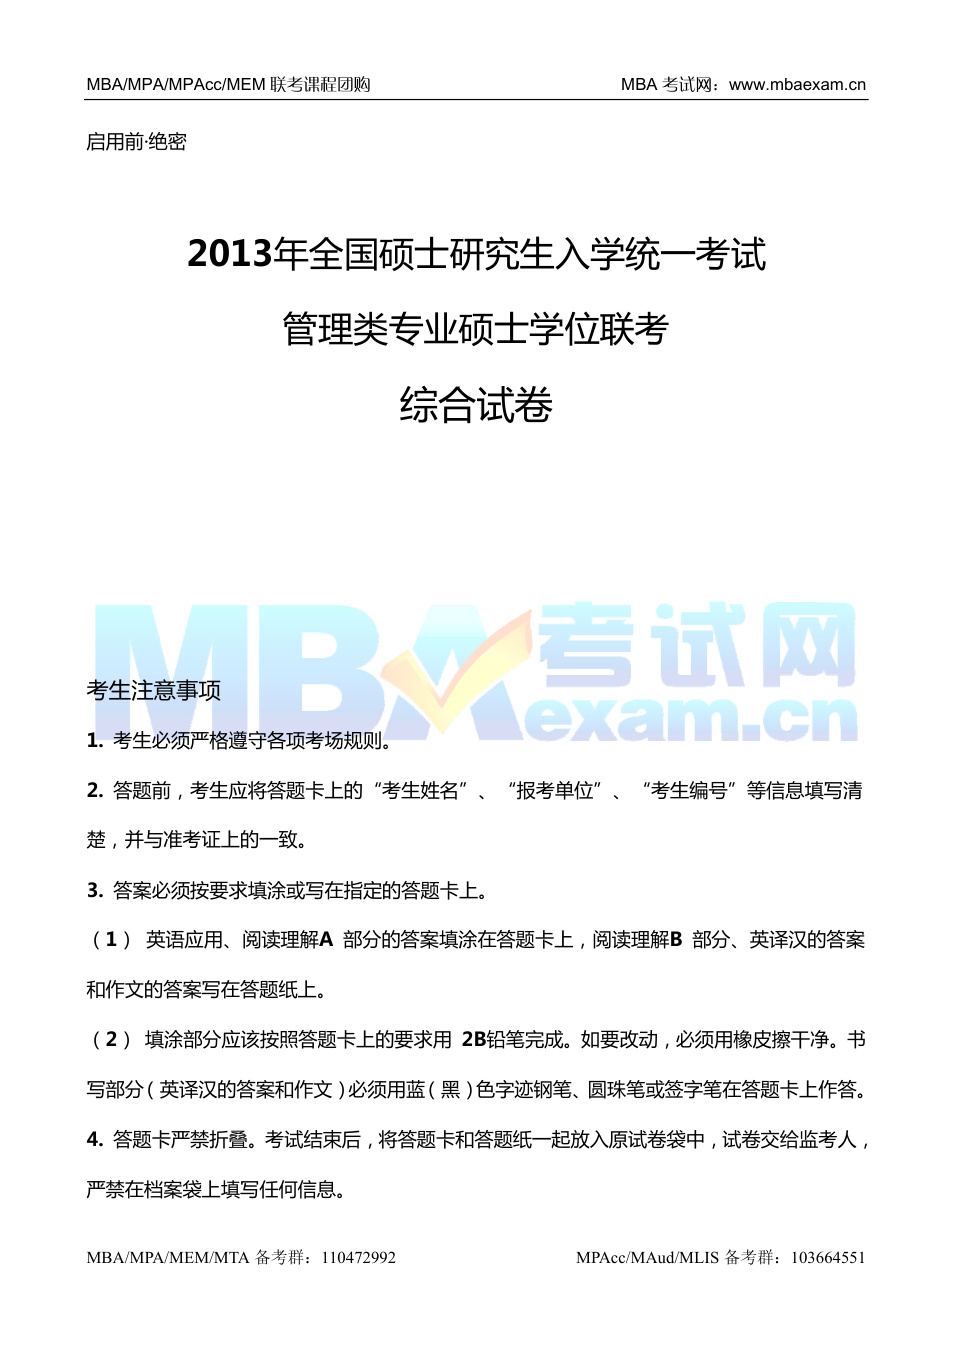 MBA/MPA/MPAcc/MEM 联考课程团购 MBA 考试网：www.mbaexam.cn
启用前·绝密
2013年全国硕士研究生入学统一考试
管理类专业硕士学位联考
综合试卷
MBA考试网
exam.cn
考生注意事项
1. 考生必须严格遵守各项考场规则。
2. 答题前，考生应将答题卡上的“考生姓名”、“报考单位”、“考生编号”等信息填写清
楚，并与准考证上的一致。
3. 答案必须按要求填涂或写在指定的答题卡上。
（1） 英语应用、阅读理解A 部分的答案填涂在答题卡上，阅读理解B 部分、英译汉的答案
和作文的答案写在答题纸上。
（2） 填涂部分应该按照答题卡上的要求用 2B铅笔完成。如要改动，必须用橡皮擦干净。书
写部分（英译汉的答案和作文）必须用蓝（黑）色字迹钢笔、圆珠笔或签字笔在答题卡上作答。
4. 答题卡严禁折叠。考试结束后，将答题卡和答题纸一起放入原试卷袋中，试卷交给监考人，
严禁在档案袋上填写任何信息。
MBA/MPA/MEM/MTA 备考群：110472992 MPAcc/MAud/MLIS 备考群：103664551